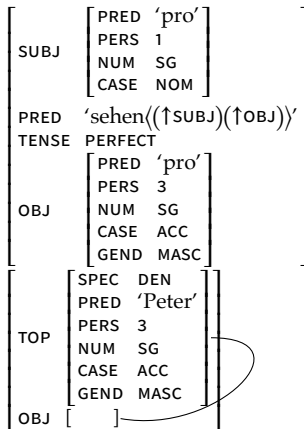 PRED ‘pro’
PERS 1
SUBJ
NUM SG
CASE NOM
PRED ‘sehen⟨(↑SUBJ)(↑OBJ)⟩’
TENSE PERFECT
PRED ‘pro’
PERS 3
OBJ NUM SG
CASE ACC
GEND MASC
SPEC DEN
PRED ‘Peter’
TOP PERS 3
NUM SG
CASE ACC
GEND MASC
OBJ [ ]